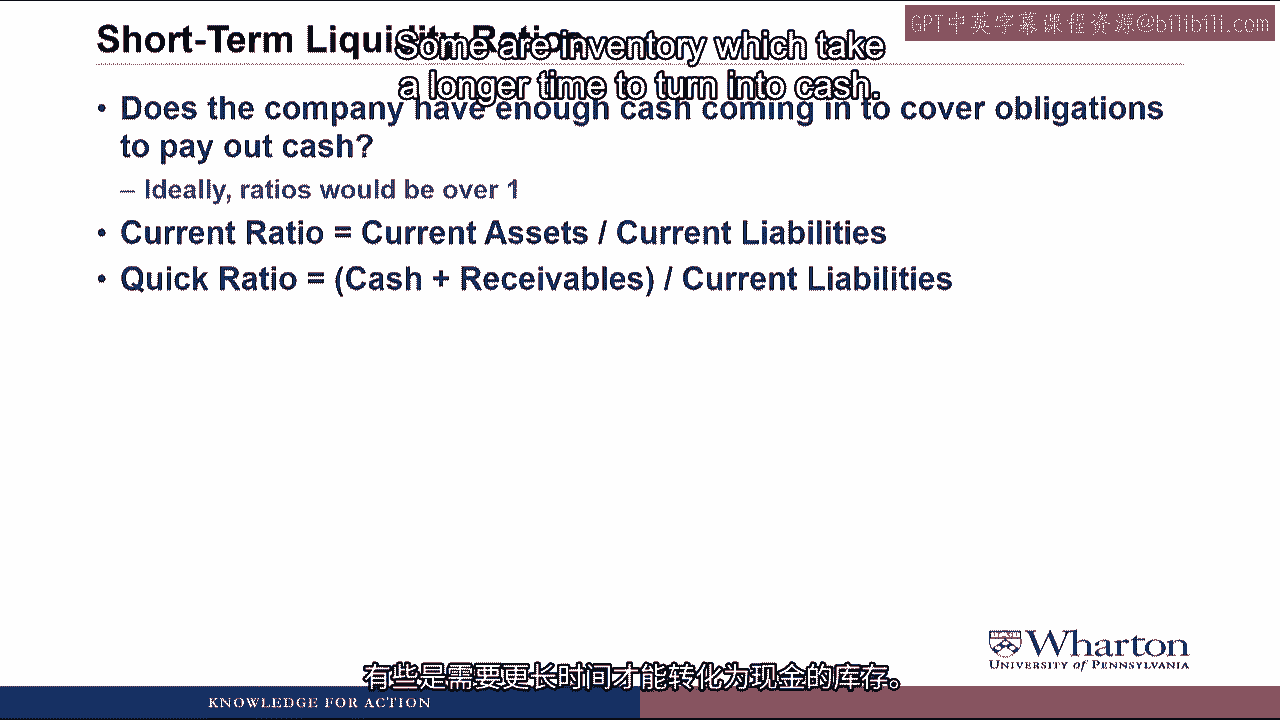 GPT中英字幕课程资源@bilibili.com
Short-Term Liquidity Ratios
Some are inventory which take
a longer time to turn into cash.
• Does the company have enough cash coming in to cover obligations
to pay out cash?
– Ideally, ratios would be over 1
• Current Ratio = Current Assets / Current Liabilities
• Quick Ratio = (Cash + Receivables) / Current Liabilities
Wharton
UNIVERSITY of PENNSYLVANIA
有些是需要更长时间才能转化为现金的库存。
KNOWLEDGE FOR ACTION